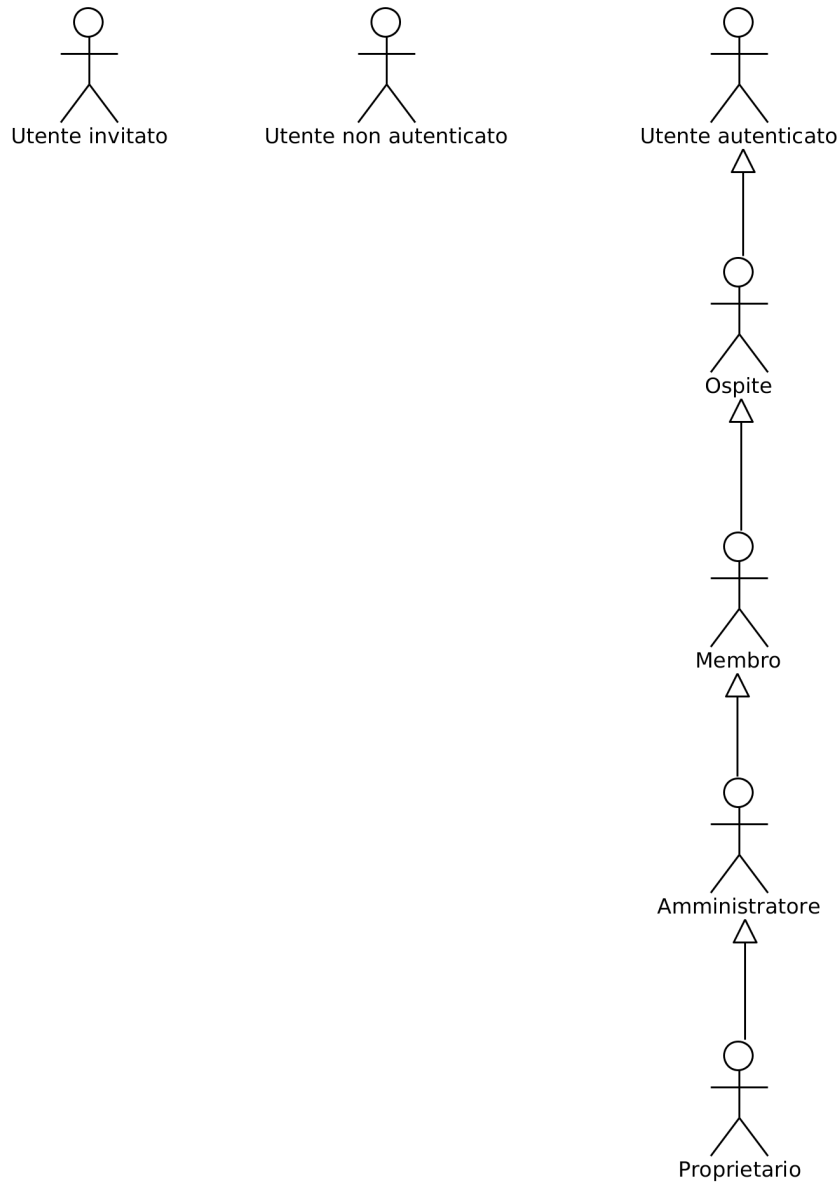 Utente invitato
Utente non autenticato
Utente autenticato
Ospite
Membro
Amministratore
Proprietario